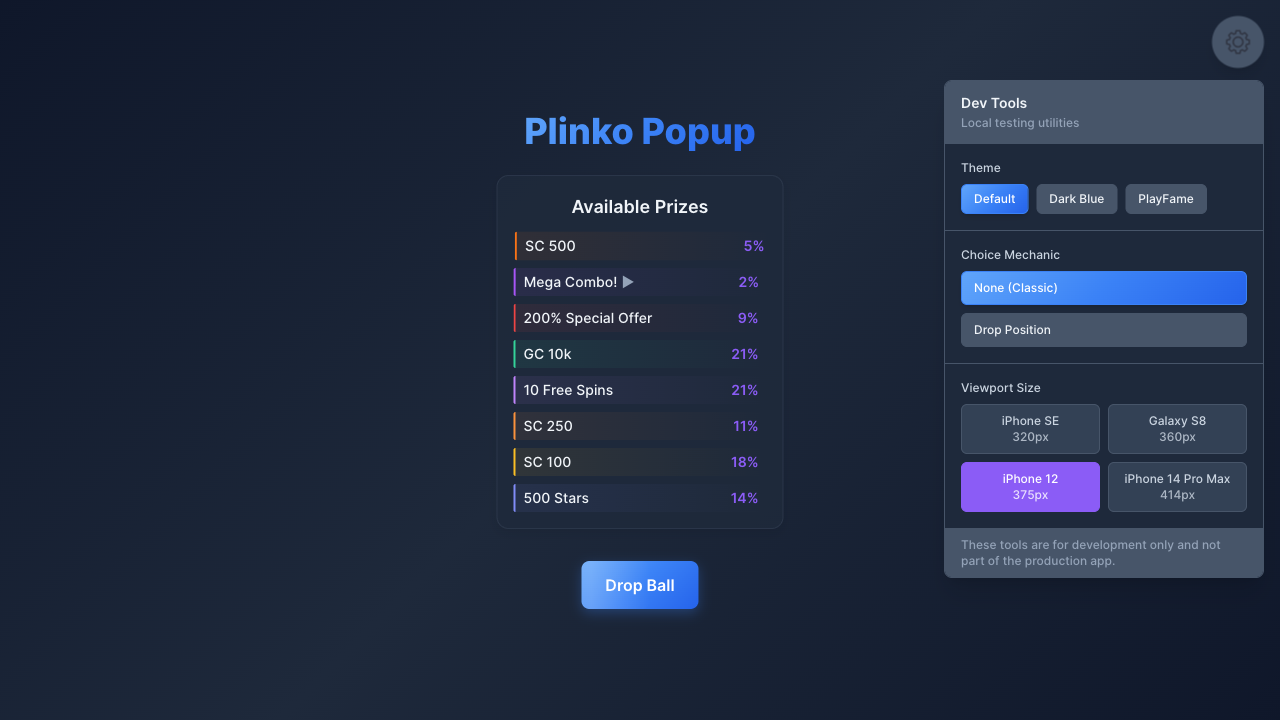 Plinko Popup
Available Prizes
SC 500 5%
Mega Combo! ▶ 2%
200% Special Offer 9%
GC 10k 21%
10 Free Spins 21%
SC 250 11%
SC 100 18%
500 Stars 14%
Drop Ball
Dev Tools
Local testing utilities
Theme
Default Dark Blue PlayFame
Choice Mechanic
None (Classic)
Drop Position
Viewport Size
iPhone SE
320px
Galaxy S8
360px
iPhone 12
375px
iPhone 14 Pro Max
414px
These tools are for development only and not
part of the production app.